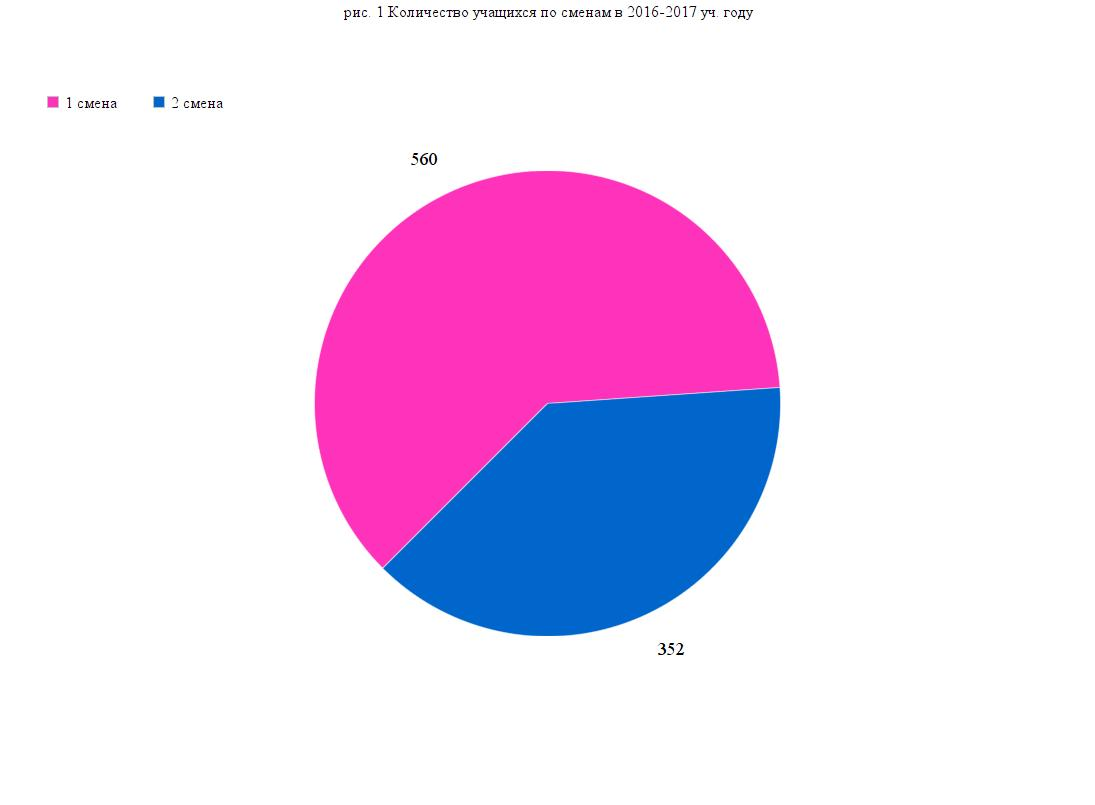 рис. 1 Количество учащихся по сменам в 2016-2017 уч. году
1 смена 2 смена
560
352